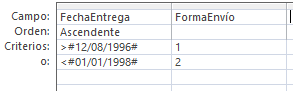 Campo: FechaEntrega FormaEnvío
Orden: Ascendente
Criterios: >#12/08/1996# 1
o: <#01/01/1998# 2